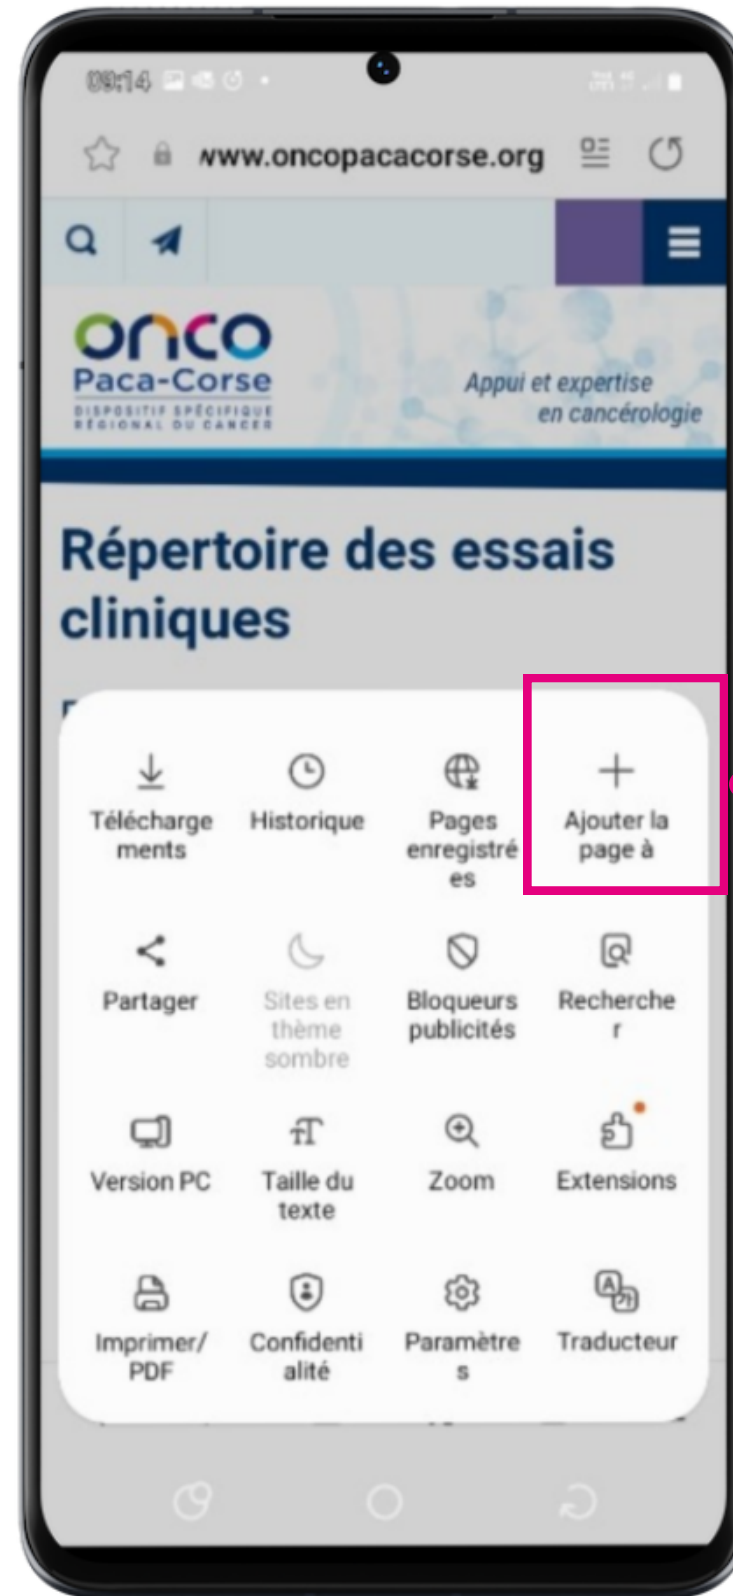 09:14
www.oncopacacorse.org
onco
Paca-Corse
DISPOSITIF SPÉCIFIQUE
RÉGIONAL DU CANCER
Appui et expertise
en cancérologie
Répertoire des essais
cliniques
Télécharge
ments
Historique
Pages
enregistré
es
Ajouter la
page à
Partager
Sites en
thème
sombre
Bloqueurs
publicités
Recherche
r
Version PC
Taille du
texte
Zoom
Extensions
Imprimer/
PDF
Confidenti
alité
Paramètre
s
Traducteur